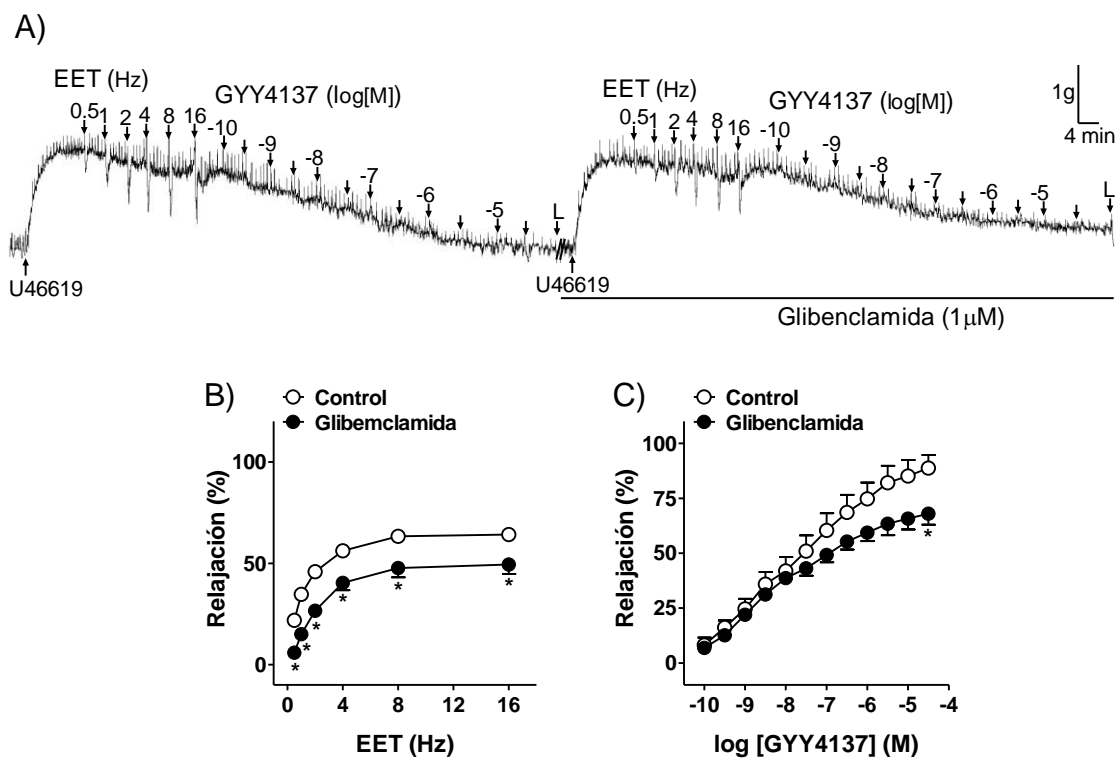 A)
EET (Hz)
GYY4137 (log[M])
0.5 1 2 4 8 16 -10 -9 -8 -7 -6 -5 L
U46619
EET (Hz)
GYY4137 (log[M])
0.5 1 2 4 8 16 -10 -9 -8 -7 -6 -5 L
U46619
1g
4 min
Glibenclamida (1μM)
B)
Control
Glibemclamida
Relajación (%)
100
50
0
* * * * * *
0 4 8 12 16
EET (Hz)
C)
Control
Glibenclamida
Relajación (%)
100
75
50
25
0
*
-10 -9 -8 -7 -6 -5 -4
log [GYY4137] (M)